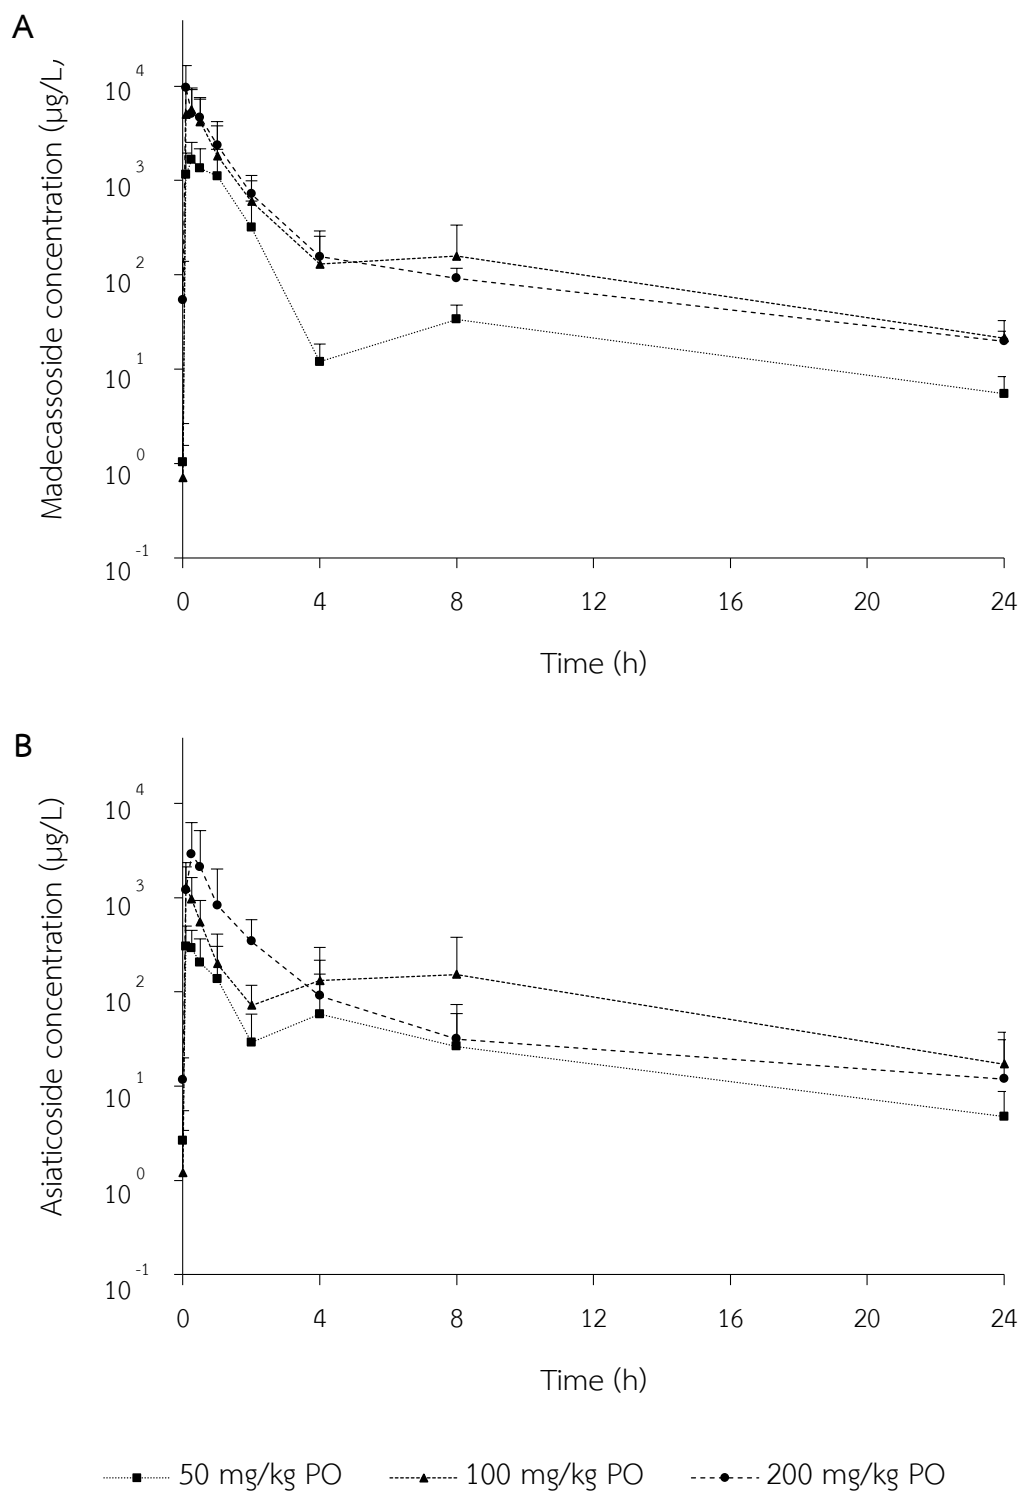 A
Madecassoside concentration (µg/L,
10^4
10^3
10^2
10^1
10^0
10^-1
0 4 8 12 16 20 24
Time (h)
B
Asiaticoside concentration (µg/L)
10^4
10^3
10^2
10^1
10^0
10^-1
0 4 8 12 16 20 24
Time (h)
50 mg/kg PO 100 mg/kg PO 200 mg/kg PO